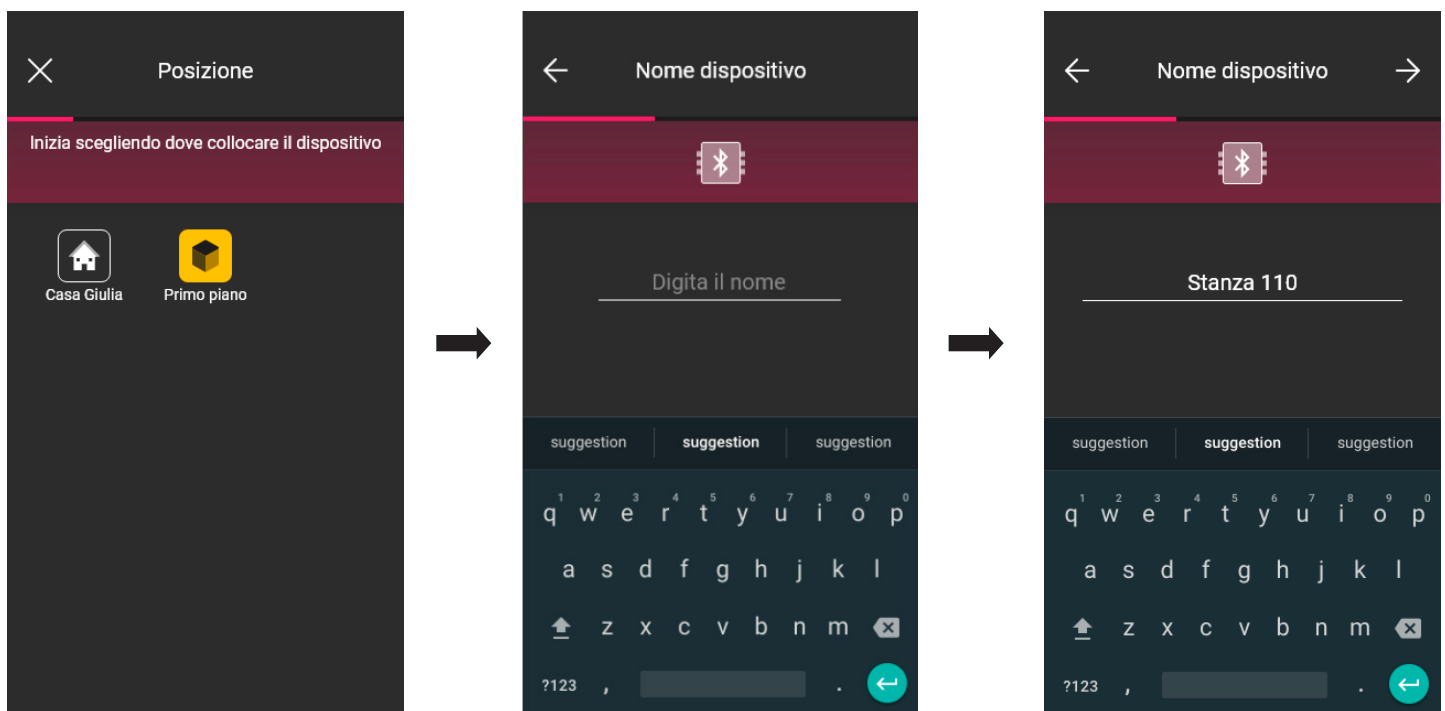 Posizione
Inizia scegliendo dove collocare il dispositivo
Casa Giulia
Primo piano
Nome dispositivo
Digita il nome
suggestion suggestion suggestion
1 2 3 4 5 6 7 8 9 0
q w e r t y u i o p
a s d f g h j k l
z x c v b n m
?123 , .
Nome dispositivo
Stanza 110
suggestion suggestion suggestion
1 2 3 4 5 6 7 8 9 0
q w e r t y u i o p
a s d f g h j k l
z x c v b n m
?123 , .